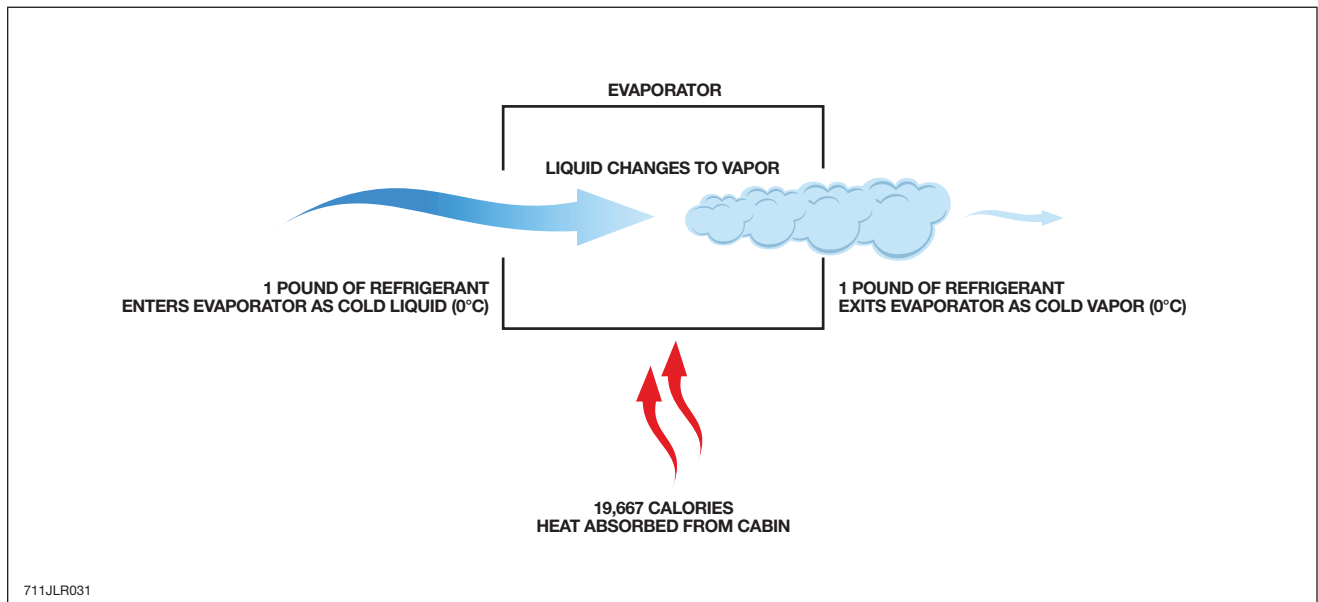 EVAPORATOR
LIQUID CHANGES TO VAPOR
1 POUND OF REFRIGERANT
ENTERS EVAPORATOR AS COLD LIQUID (0°C)
1 POUND OF REFRIGERANT
EXITS EVAPORATOR AS COLD VAPOR (0°C)
19,667 CALORIES
HEAT ABSORBED FROM CABIN
711JLR031